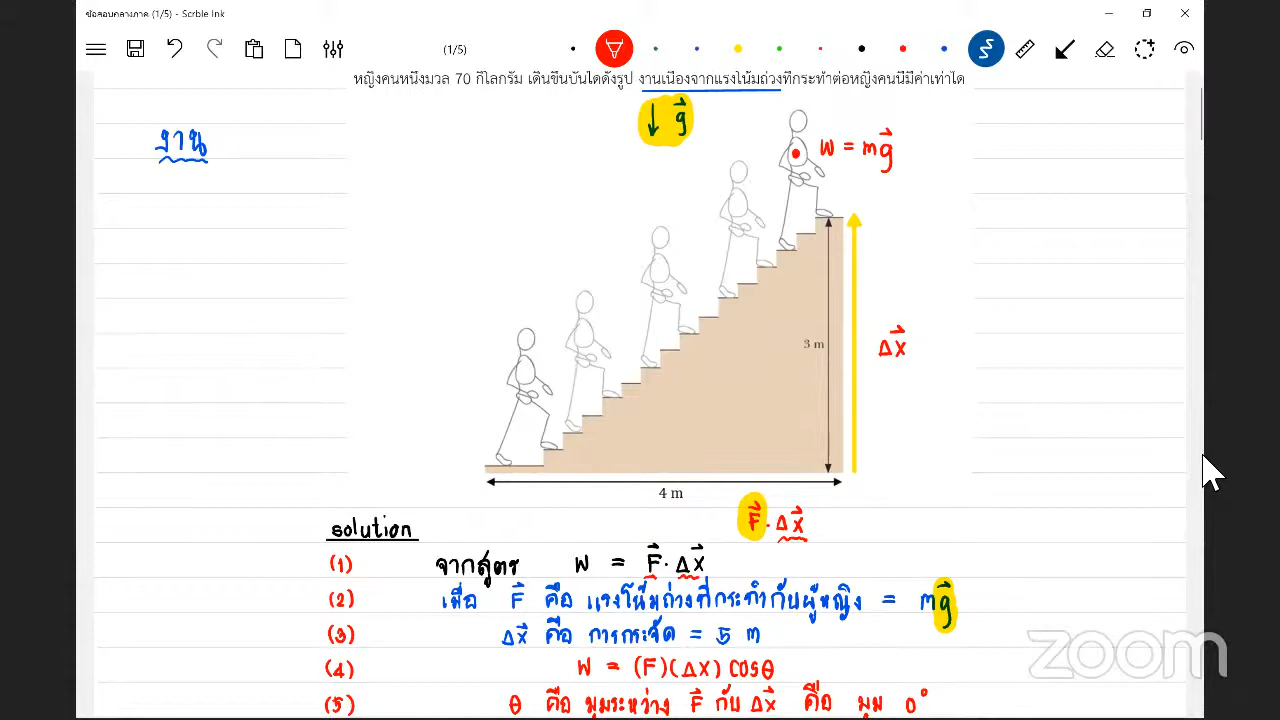 ข้อสอบกลางภาค (1/5) - Scrble Ink
(1/5)
หญิงคนหนึ่งมวล 70 กิโลกรัม เดินขึ้นบันไดดังรูป งานเนื่องจากแรงโน้มถ่วงที่กระทำต่อหญิงคนนี้มีค่าเท่าใด
↓ g⃗
งาน
W = mg⃗
3 m
Δx⃗
4 m
F⃗ · Δx⃗
solution
(1) จากสูตร W = F⃗ · Δx⃗
(2) เมื่อ F⃗ คือ แรงโน้มถ่วงที่กระทำกับผู้หญิง = mg⃗
(3) Δx⃗ คือ การกระจัด = 5 m
(4) W = (F)(Δx) cosθ
(5) θ คือ มุมระหว่าง F⃗ กับ Δx⃗ คือ มุม 0°
zoom